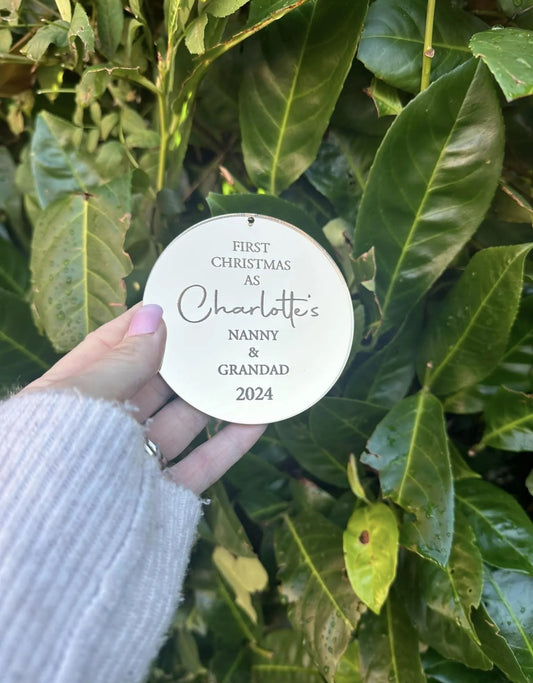 FIRST
CHRISTMAS
AS
Charlotte's
NANNY
&
GRANDAD
2024